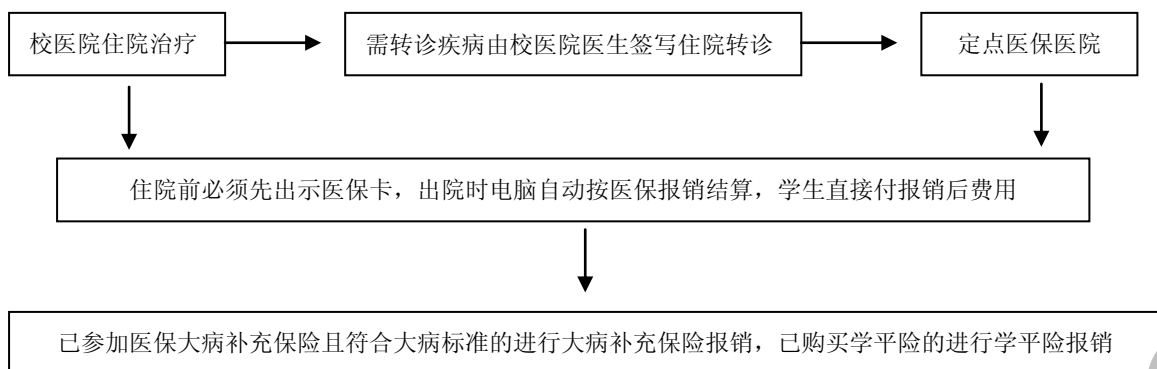 校医院住院治疗
需转诊疾病由校医院医生签写住院转诊
定点医保医院
住院前必须先出示医保卡，出院时电脑自动按医保报销结算，学生直接付报销后费用
已参加医保大病补充保险且符合大病标准的进行大病补充保险报销，已购买学平险的进行学平险报销